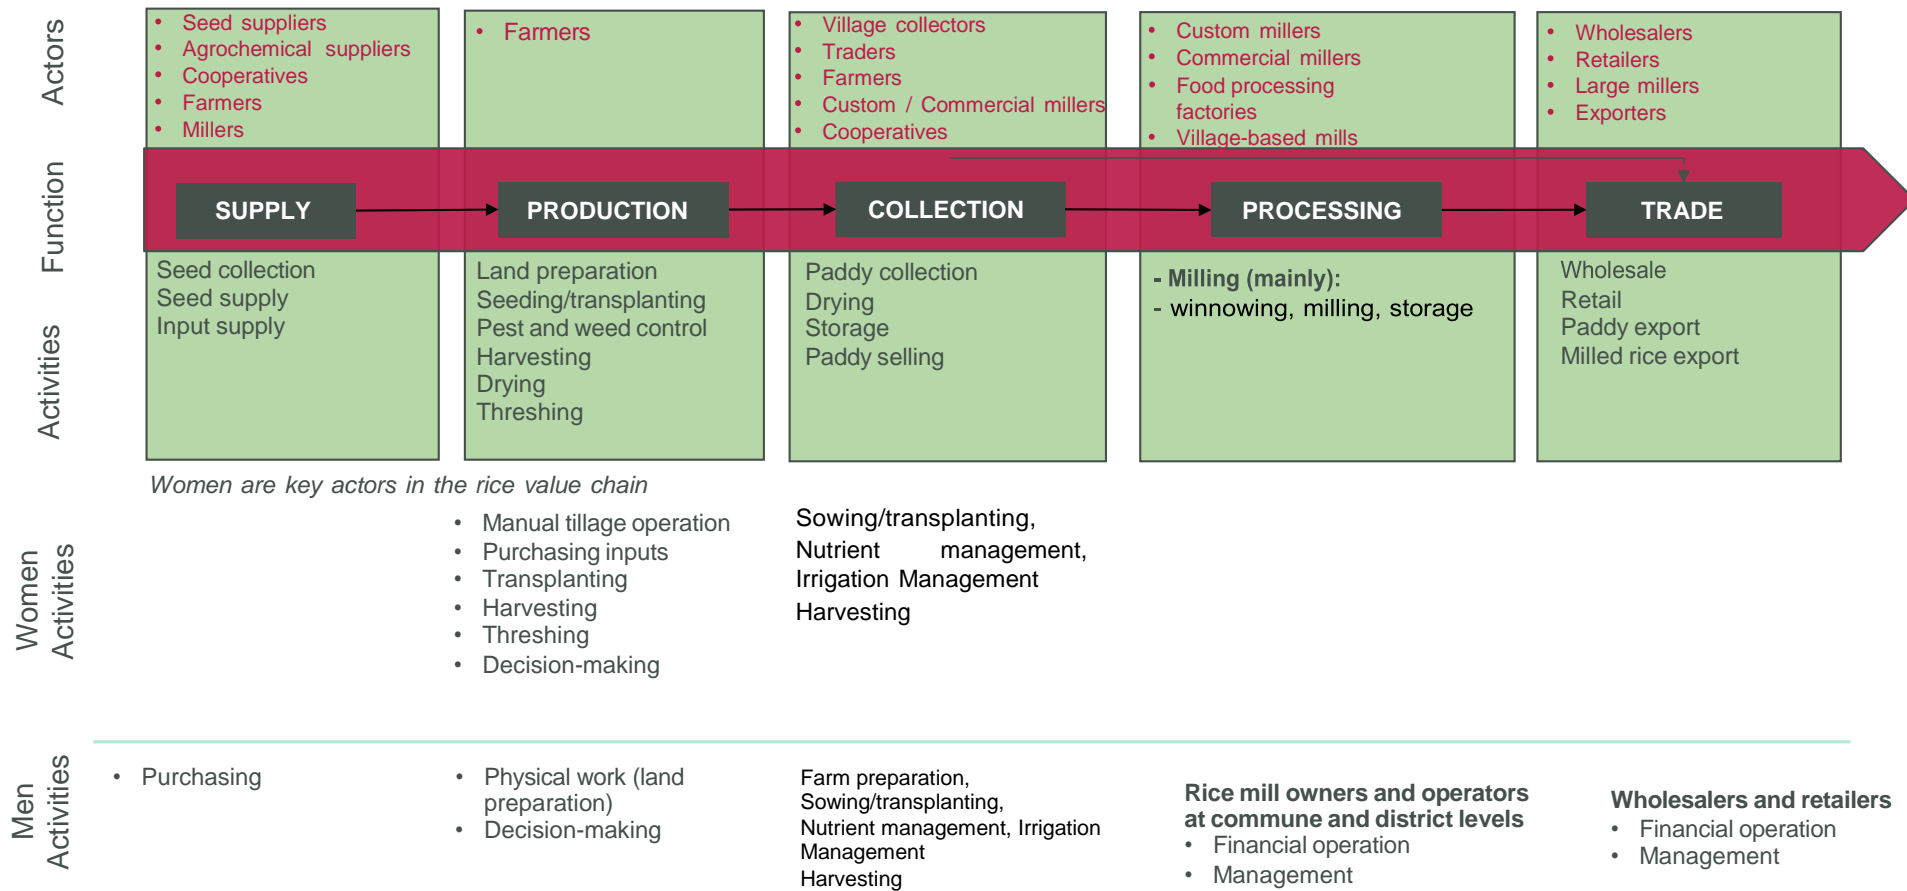 Actors
• Seed suppliers
• Agrochemical suppliers
• Cooperatives
• Farmers
• Millers
• Farmers
• Village collectors
• Traders
• Farmers
• Custom / Commercial millers
• Cooperatives
• Custom millers
• Commercial millers
• Food processing
factories
• Village-based mills
• Wholesalers
• Retailers
• Large millers
• Exporters
Function
SUPPLY
PRODUCTION
COLLECTION
PROCESSING
TRADE
Activities
Seed collection
Seed supply
Input supply
Land preparation
Seeding/transplanting
Pest and weed control
Harvesting
Drying
Threshing
Paddy collection
Drying
Storage
Paddy selling
- Milling (mainly):
- winnowing, milling, storage
Wholesale
Retail
Paddy export
Milled rice export
Women are key actors in the rice value chain
Women
Activities
• Manual tillage operation
• Purchasing inputs
• Transplanting
• Harvesting
• Threshing
• Decision-making
Sowing/transplanting,
Nutrient management,
Irrigation Management
Harvesting
Men
Activities
• Purchasing
• Physical work (land
preparation)
• Decision-making
Farm preparation,
Sowing/transplanting,
Nutrient management, Irrigation
Management
Harvesting
Rice mill owners and operators
at commune and district levels
• Financial operation
• Management
Wholesalers and retailers
• Financial operation
• Management